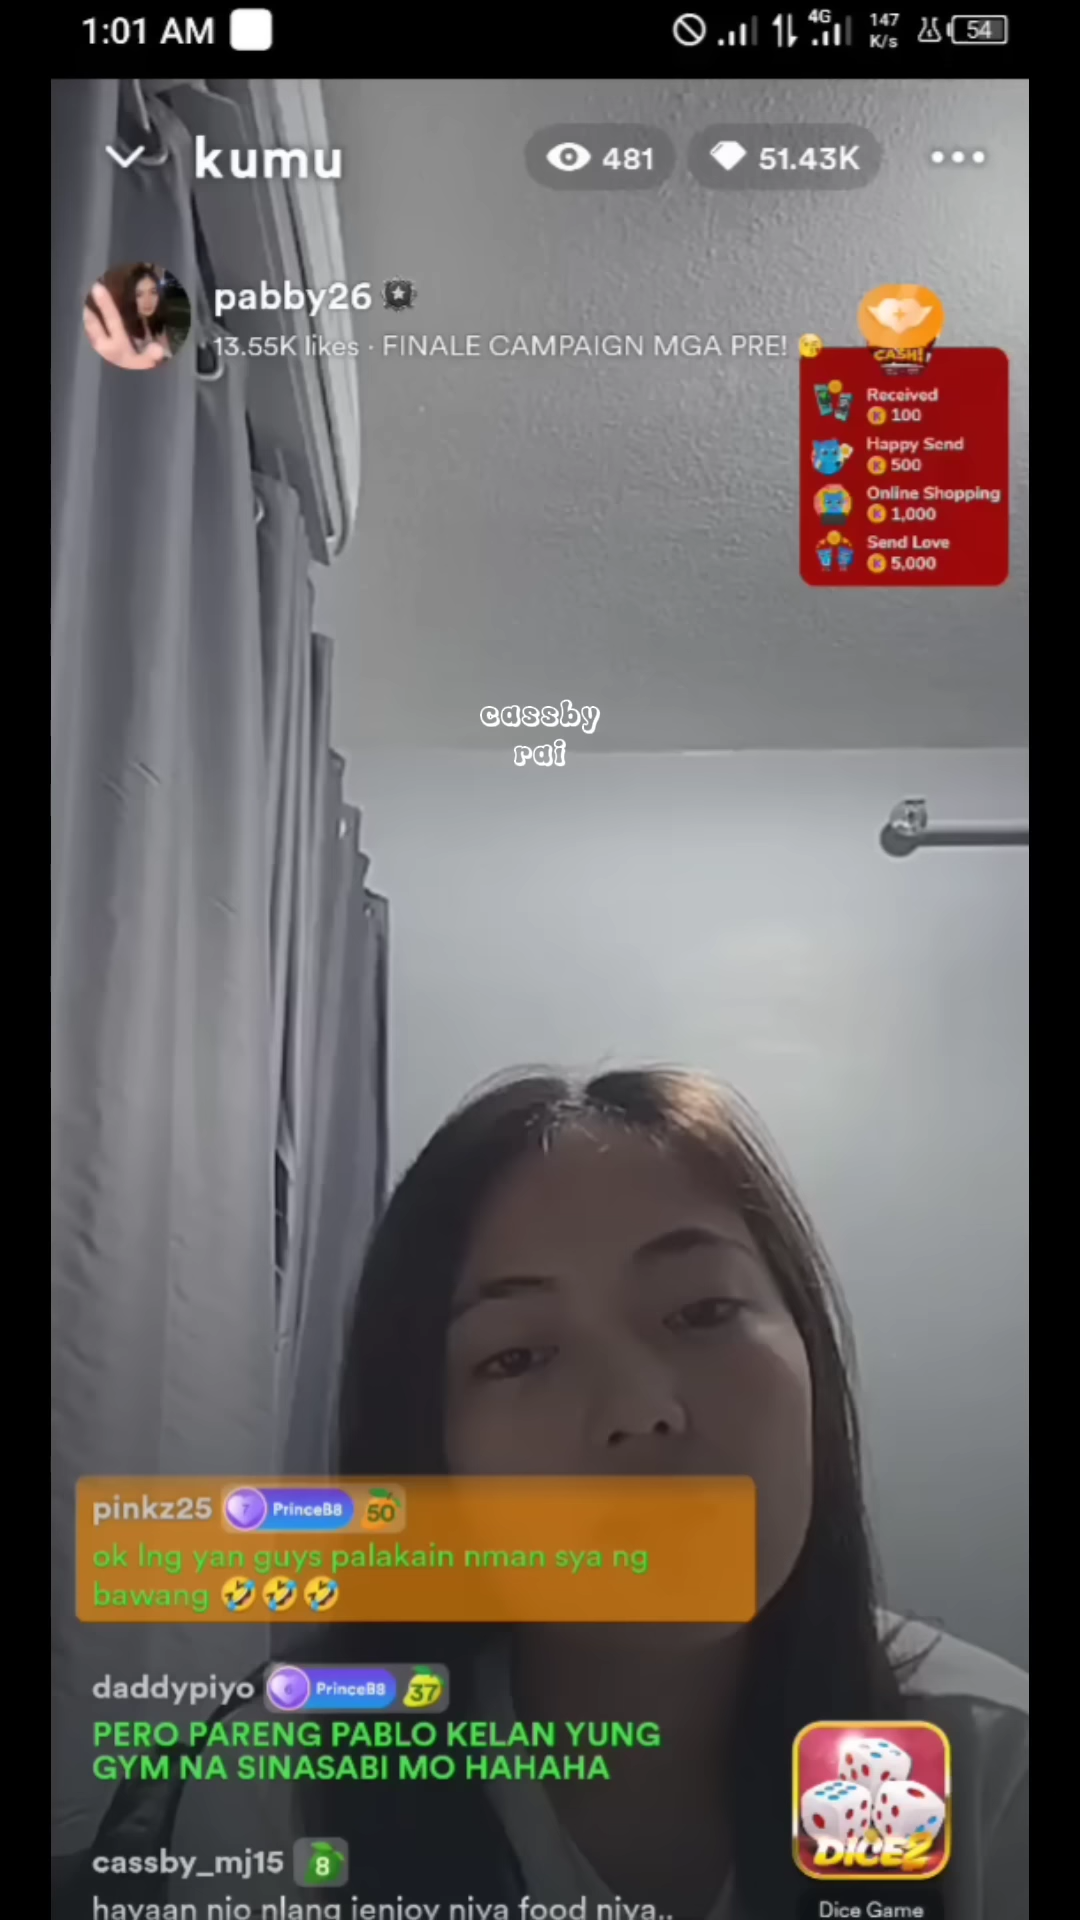 1:01 AM
4G
147
K/s
54
kumu
481
51.43K
pabby26
13.55K likes · FINALE CAMPAIGN MGA PRE! 😘
CASH!
Received
100
Happy Send
500
Online Shopping
1,000
Send Love
5,000
cassby
rai
pinkz25 7 PrinceB8 50
ok lng yan guys palakain nman sya ng
bawang 🤣🤣🤣
daddypiyo PrinceB8 37
PERO PARENG PABLO KELAN YUNG
GYM NA SINASABI MO HAHAHA
cassby_mj15 8
hayaan nio nlang ienjoy niya food niya..
DICE2
Dice Game